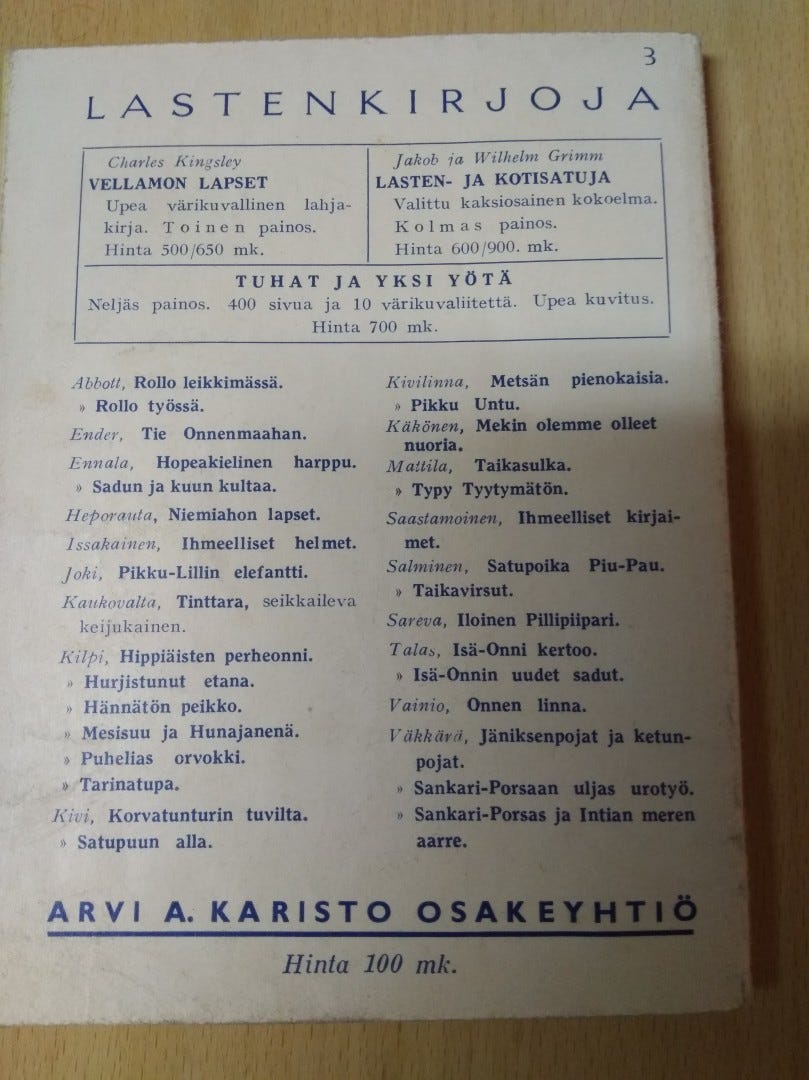 3
LASTENKIRJOJA
Charles Kingsley
VELLAMON LAPSET
Upea värikuvallinen lahja-
kirja. Toinen painos.
Hinta 500/650 mk.
Jakob ja Wilhelm Grimm
LASTEN- JA KOTISATUJA
Valittu kaksiosainen kokoelma.
Kolmas painos.
Hinta 600/900. mk.
TUHAT JA YKSI YÖTÄ
Neljäs painos. 400 sivua ja 10 värikuvaliitettä. Upea kuvitus.
Hinta 700 mk.
Abbott, Rollo leikkimässä.
» Rollo työssä.
Ender, Tie Onnenmaahan.
Ennala, Hopeakielinen harppu.
» Sadun ja kuun kultaa.
Heporauta, Niemiahon lapset.
Issakainen, Ihmeelliset helmet.
Joki, Pikku-Lillin elefantti.
Kaukovalta, Tinttara, seikkaileva
keijukainen.
Kilpi, Hippiäisten perheonni.
» Hurjistunut etana.
» Hännätön peikko.
» Mesisuu ja Hunajanenä.
» Puhelias orvokki.
» Tarinatupa.
Kivi, Korvatunturin tuvilta.
» Satupuun alla.
Kivilinna, Metsän pienokaisia.
» Pikku Untu.
Käkönen, Mekin olemme olleet
nuoria.
Mattila, Taikasulka.
» Typy Tyytymätön.
Saastamoinen, Ihmeelliset kirjai-
met.
Salminen, Satupoika Piu-Pau.
» Taikavirsut.
Sareva, Iloinen Pillipiipari.
Talas, Isä-Onni kertoo.
» Isä-Onnin uudet sadut.
Vainio, Onnen linna.
Väkkärä, Jäniksenpojat ja ketun-
pojat.
» Sankari-Porsaan uljas urotyö.
» Sankari-Porsas ja Intian meren
aarre.
ARVI A. KARISTO OSAKEYHTIÖ
Hinta 100 mk.